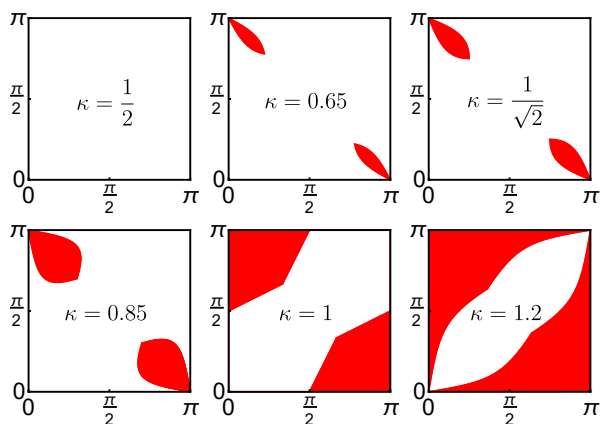 π π π
π/2 κ = 1/2 π/2 κ = 0.65 π/2 κ = 1/√2
0 0 0
0 π/2 π 0 π/2 π 0 π/2 π
π π π
π/2 κ = 0.85 π/2 κ = 1 π/2 κ = 1.2
0 0 0
0 π/2 π 0 π/2 π 0 π/2 π